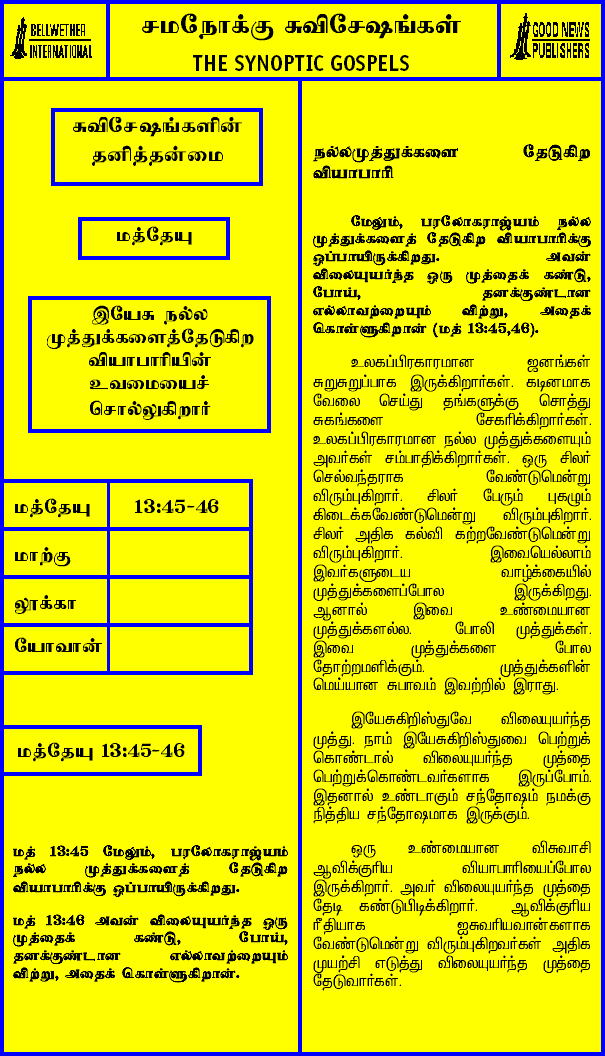 BELLWETHER
INTERNATIONAL
சமநோக்கு சுவிசேஷங்கள்
THE SYNOPTIC GOSPELS
GOOD NEWS
PUBLISHERS
சுவிசேஷங்களின்
தனித்தன்மை
மத்தேயு
இயேசு நல்ல
முத்துக்களைத்தேடுகிற
வியாபாரியின்
உவமையைச்
சொல்லுகிறார்
மத்தேயு 13:45-46
மாற்கு
லூக்கா
யோவான்
மத்தேயு 13:45-46
மத் 13:45 மேலும், பரலோகராஜ்யம்
நல்ல முத்துக்களைத் தேடுகிற
வியாபாரிக்கு ஒப்பாயிருக்கிறது.
மத் 13:46 அவன் விலையுயர்ந்த ஒரு
முத்தைக் கண்டு, போய்,
தனக்குண்டான எல்லாவற்றையும்
விற்று, அதைக் கொள்ளுகிறான்.
நல்லமுத்துக்களை தேடுகிற
வியாபாரி
மேலும், பரலோகராஜ்யம் நல்ல
முத்துக்களைத் தேடுகிற வியாபாரிக்கு
ஒப்பாயிருக்கிறது. அவன்
விலையுயர்ந்த ஒரு முத்தைக் கண்டு,
போய், தனக்குண்டான
எல்லாவற்றையும் விற்று, அதைக்
கொள்ளுகிறான் (மத் 13:45,46).
உலகப்பிரகாரமான ஜனங்கள்
சுறுசுறுப்பாக இருக்கிறார்கள். கடினமாக
வேலை செய்து தங்களுக்கு சொத்து
சுகங்களை சேகரிக்கிறார்கள்.
உலகப்பிரகாரமான நல்ல முத்துக்களையும்
அவர்கள் சம்பாதிக்கிறார்கள். ஒரு சிலர்
செல்வந்தராக வேண்டுமென்று
விரும்புகிறார். சிலர் பேரும் புகழும்
கிடைக்கவேண்டுமென்று விரும்புகிறார்.
சிலர் அதிக கல்வி கற்றவேண்டுமென்று
விரும்புகிறார். இவையெல்லாம்
இவர்களுடைய வாழ்க்கையில்
முத்துக்களைப்போல இருக்கிறது.
ஆனால் இவை உண்மையான
முத்துக்களல்ல. போலி முத்துக்கள்.
இவை முத்துக்களை போல
தோற்றமளிக்கும். முத்துக்களின்
மெய்யான சுபாவம் இவற்றில் இராது.
இயேசுகிறிஸ்துவே விலையுயர்ந்த
முத்து. நாம் இயேசுகிறிஸ்துவை பெற்றுக்
கொண்டால் விலையுயர்ந்த முத்தை
பெற்றுக்கொண்டவர்களாக இருப்போம்.
இதனால் உண்டாகும் சந்தோஷம் நமக்கு
நித்திய சந்தோஷமாக இருக்கும்.
ஒரு உண்மையான விசுவாசி
ஆவிக்குரிய வியாபாரியைப்போல
இருக்கிறார். அவர் விலையுயர்ந்த முத்தை
தேடி கண்டுபிடிக்கிறார். ஆவிக்குரிய
ரீதியாக ஐசுவரியவான்களாக
வேண்டுமென்று விரும்புகிறவர்கள் அதிக
முயற்சி எடுத்து விலையுயர்ந்த முத்தை
தேடுவார்கள்.